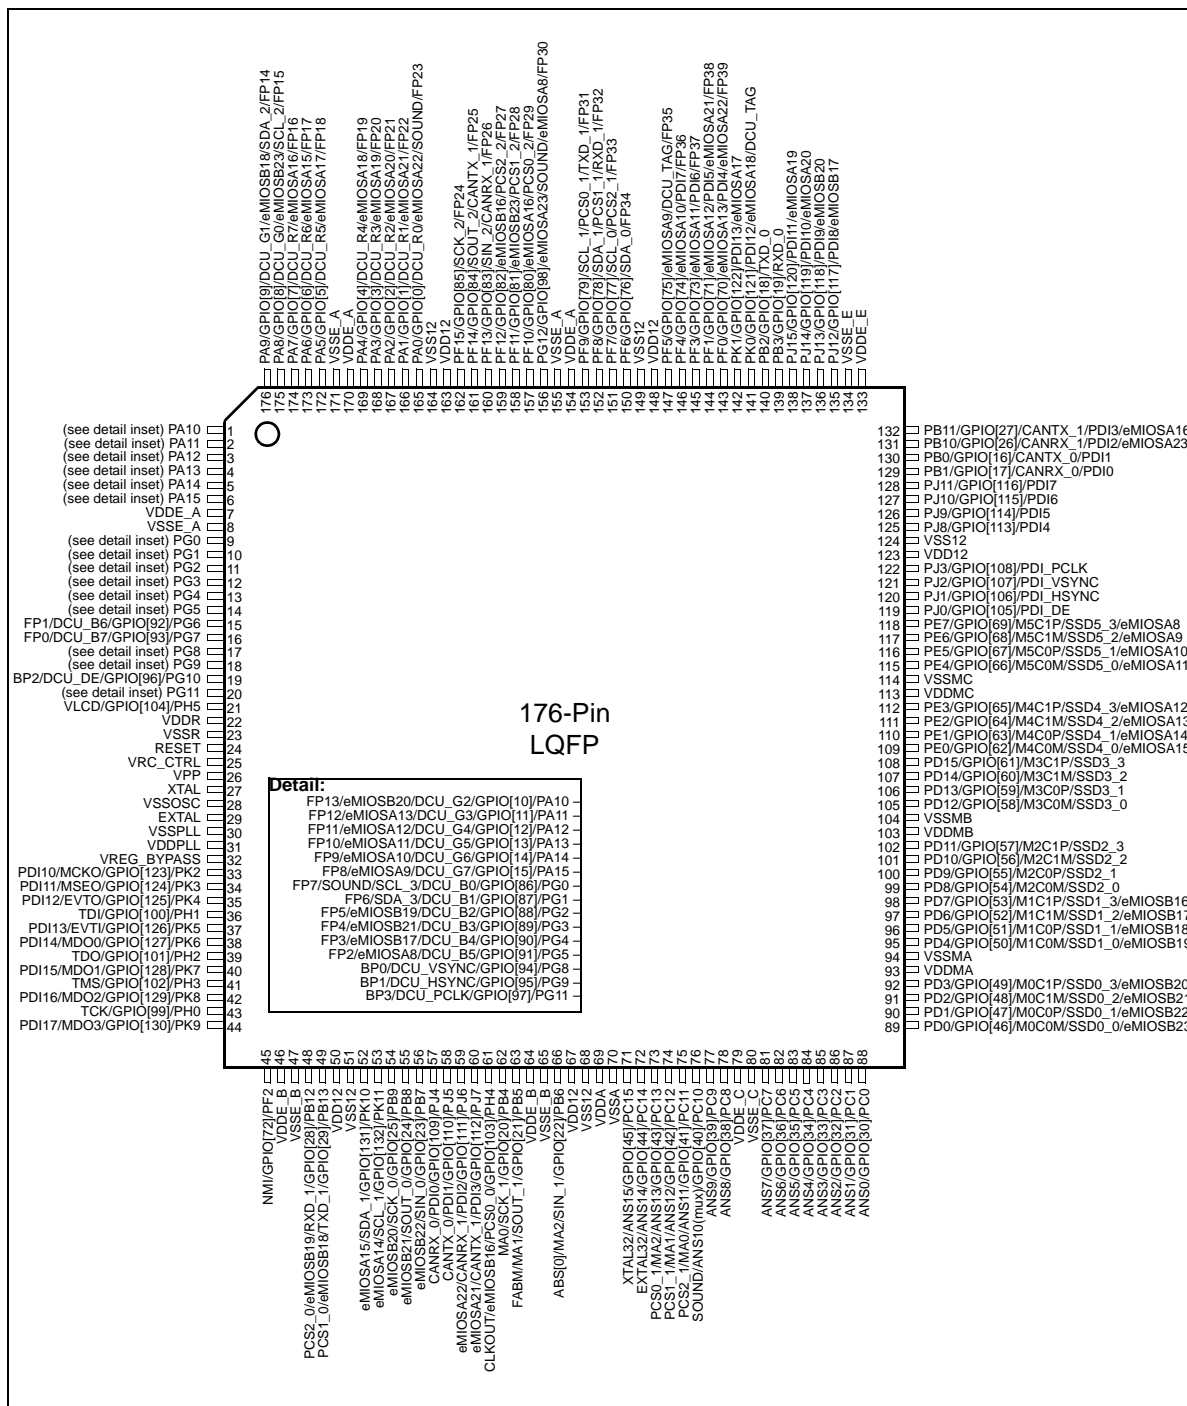 PA9/GPIO[9]/DCU_G1/eMIOSB18/SDA_2/FP14
PA8/GPIO[8]/DCU_G0/eMIOSB23/SCL_2/FP15
PA7/GPIO[7]/DCU_R7/eMIOSA16/FP16
PA6/GPIO[6]/DCU_R6/eMIOSA15/FP17
PA5/GPIO[5]/DCU_R5/eMIOSA17/FP18
VSSE_A
VDDE_A
PA4/GPIO[4]/DCU_R4/eMIOSA18/FP19
PA3/GPIO[3]/DCU_R3/eMIOSA19/FP20
PA2/GPIO[2]/DCU_R2/eMIOSA20/FP21
PA1/GPIO[1]/DCU_R1/eMIOSA21/FP22
PA0/GPIO[0]/DCU_R0/eMIOSA22/SOUND/FP23
VSS12
VDD12
PF15/GPIO[85]/SCK_2/FP24
PF14/GPIO[84]/SOUT_2/CANTX_1/FP25
PF13/GPIO[83]/SIN_2/CANRX_1/FP26
PF12/GPIO[82]/eMIOSB16/PCS2_2/FP27
PF11/GPIO[81]/eMIOSB23/PCS1_2/FP28
PF10/GPIO[80]/eMIOSA16/PCS0_2/FP29
PG12/GPIO[98]/eMIOSA23/SOUND/eMIOSA8/FP30
VSSE_A
VDDE_A
PF9/GPIO[79]/SCL_1/PCS0_1/TXD_1/FP31
PF8/GPIO[78]/SDA_1/PCS1_1/RXD_1/FP32
PF7/GPIO[77]/SCL_0/PCS2_1/FP33
PF6/GPIO[76]/SDA_0/FP34
VSS12
VDD12
PF5/GPIO[75]/eMIOSA9/DCU_TAG/FP35
PF4/GPIO[74]/eMIOSA10/PDI7/FP36
PF3/GPIO[73]/eMIOSA11/PDI6/FP37
PF1/GPIO[71]/eMIOSA12/PDI5/eMIOSA21/FP38
PF0/GPIO[70]/eMIOSA13/PDI4/eMIOSA22/FP39
PK1/GPIO[122]/PDI13/eMIOSA17
PK0/GPIO[121]/PDI12/eMIOSA18/DCU_TAG
PB2/GPIO[18]/TXD_0
PB3/GPIO[19]/RXD_0
PJ15/GPIO[120]/PDI11/eMIOSA19
PJ14/GPIO[119]/PDI10/eMIOSA20
PJ13/GPIO[118]/PDI9/eMIOSB20
PJ12/GPIO[117]/PDI8/eMIOSB17
VSSE_E
VDDE_E
176 175 174 173 172 171 170 169 168 167 166 165 164 163 162 161 160 159 158 157 156 155 154 153 152 151 150 149 148 147 146 145 144 143 142 141 140 139 138 137 136 135 134 133
(see detail inset) PA10 1
(see detail inset) PA11 2
(see detail inset) PA12 3
(see detail inset) PA13 4
(see detail inset) PA14 5
(see detail inset) PA15 6
VDDE_A 7
VSSE_A 8
(see detail inset) PG0 9
(see detail inset) PG1 10
(see detail inset) PG2 11
(see detail inset) PG3 12
(see detail inset) PG4 13
(see detail inset) PG5 14
FP1/DCU_B6/GPIO[92]/PG6 15
FP0/DCU_B7/GPIO[93]/PG7 16
(see detail inset) PG8 17
(see detail inset) PG9 18
BP2/DCU_DE/GPIO[96]/PG10 19
(see detail inset) PG11 20
VLCD/GPIO[104]/PH5 21
VDDR 22
VSSR 23
RESET 24
VRC_CTRL 25
VPP 26
XTAL 27
VSSOSC 28
EXTAL 29
VSSPLL 30
VDDPLL 31
VREG_BYPASS 32
PDI10/MCKO/GPIO[123]/PK2 33
PDI11/MSEO/GPIO[124]/PK3 34
PDI12/EVTO/GPIO[125]/PK4 35
TDI/GPIO[100]/PH1 36
PDI13/EVTI/GPIO[126]/PK5 37
PDI14/MDO0/GPIO[127]/PK6 38
TDO/GPIO[101]/PH2 39
PDI15/MDO1/GPIO[128]/PK7 40
TMS/GPIO[102]/PH3 41
PDI16/MDO2/GPIO[129]/PK8 42
TCK/GPIO[99]/PH0 43
PDI17/MDO3/GPIO[130]/PK9 44
176-Pin
LQFP
Detail:
FP13/eMIOSB20/DCU_G2/GPIO[10]/PA10
FP12/eMIOSA13/DCU_G3/GPIO[11]/PA11
FP11/eMIOSA12/DCU_G4/GPIO[12]/PA12
FP10/eMIOSA11/DCU_G5/GPIO[13]/PA13
FP9/eMIOSA10/DCU_G6/GPIO[14]/PA14
FP8/eMIOSA9/DCU_G7/GPIO[15]/PA15
FP7/SOUND/SCL_3/DCU_B0/GPIO[86]/PG0
FP6/SDA_3/DCU_B1/GPIO[87]/PG1
FP5/eMIOSB19/DCU_B2/GPIO[88]/PG2
FP4/eMIOSB21/DCU_B3/GPIO[89]/PG3
FP3/eMIOSB17/DCU_B4/GPIO[90]/PG4
FP2/eMIOSA8/DCU_B5/GPIO[91]/PG5
BP0/DCU_VSYNC/GPIO[94]/PG8
BP1/DCU_HSYNC/GPIO[95]/PG9
BP3/DCU_PCLK/GPIO[97]/PG11
132 PB11/GPIO[27]/CANTX_1/PDI3/eMIOSA16
131 PB10/GPIO[26]/CANRX_1/PDI2/eMIOSA23
130 PB0/GPIO[16]/CANTX_0/PDI1
129 PB1/GPIO[17]/CANRX_0/PDI0
128 PJ11/GPIO[116]/PDI7
127 PJ10/GPIO[115]/PDI6
126 PJ9/GPIO[114]/PDI5
125 PJ8/GPIO[113]/PDI4
124 VSS12
123 VDD12
122 PJ3/GPIO[108]/PDI_PCLK
121 PJ2/GPIO[107]/PDI_VSYNC
120 PJ1/GPIO[106]/PDI_HSYNC
119 PJ0/GPIO[105]/PDI_DE
118 PE7/GPIO[69]/M5C1P/SSD5_3/eMIOSA8
117 PE6/GPIO[68]/M5C1M/SSD5_2/eMIOSA9
116 PE5/GPIO[67]/M5C0P/SSD5_1/eMIOSA10
115 PE4/GPIO[66]/M5C0M/SSD5_0/eMIOSA11
114 VSSMC
113 VDDMC
112 PE3/GPIO[65]/M4C1P/SSD4_3/eMIOSA12
111 PE2/GPIO[64]/M4C1M/SSD4_2/eMIOSA13
110 PE1/GPIO[63]/M4C0P/SSD4_1/eMIOSA14
109 PE0/GPIO[62]/M4C0M/SSD4_0/eMIOSA15
108 PD15/GPIO[61]/M3C1P/SSD3_3
107 PD14/GPIO[60]/M3C1M/SSD3_2
106 PD13/GPIO[59]/M3C0P/SSD3_1
105 PD12/GPIO[58]/M3C0M/SSD3_0
104 VSSMB
103 VDDMB
102 PD11/GPIO[57]/M2C1P/SSD2_3
101 PD10/GPIO[56]/M2C1M/SSD2_2
100 PD9/GPIO[55]/M2C0P/SSD2_1
99 PD8/GPIO[54]/M2C0M/SSD2_0
98 PD7/GPIO[53]/M1C1P/SSD1_3/eMIOSB16
97 PD6/GPIO[52]/M1C1M/SSD1_2/eMIOSB17
96 PD5/GPIO[51]/M1C0P/SSD1_1/eMIOSB18
95 PD4/GPIO[50]/M1C0M/SSD1_0/eMIOSB19
94 VSSMA
93 VDDMA
92 PD3/GPIO[49]/M0C1P/SSD0_3/eMIOSB20
91 PD2/GPIO[48]/M0C1M/SSD0_2/eMIOSB21
90 PD1/GPIO[47]/M0C0P/SSD0_1/eMIOSB22
89 PD0/GPIO[46]/M0C0M/SSD0_0/eMIOSB23
45 46 47 48 49 50 51 52 53 54 55 56 57 58 59 60 61 62 63 64 65 66 67 68 69 70 71 72 73 74 75 76 77 78 79 80 81 82 83 84 85 86 87 88
NMI/GPIO[72]/PF2
VDDE_B
VSSE_B
PCS2_0/eMIOSB19/RXD_1/GPIO[28]/PB12
PCS1_0/eMIOSB18/TXD_1/GPIO[29]/PB13
VDD12
VSS12
eMIOSA15/SDA_1/GPIO[131]/PK10
eMIOSA14/SCL_1/GPIO[132]/PK11
eMIOSB20/SCK_0/GPIO[25]/PB9
eMIOSB21/SOUT_0/GPIO[24]/PB8
eMIOSB22/SIN_0/GPIO[23]/PB7
CANRX_0/PDI0/GPIO[109]/PJ4
CANTX_0/PDI1/GPIO[110]/PJ5
eMIOSA22/CANRX_1/PDI2/GPIO[111]/PJ6
eMIOSA21/CANTX_1/PDI3/GPIO[112]/PJ7
CLKOUT/eMIOSB16/PCS0_0/GPIO[103]/PH4
MA0/SCK_1/GPIO[20]/PB4
FABM/MA1/SOUT_1/GPIO[21]/PB5
VDDE_B
VSSE_B
ABS[0]/MA2/SIN_1/GPIO[22]/PB6
VDD12
VSS12
VDDA
VSSA
XTAL32/ANS15/GPIO[45]/PC15
EXTAL32/ANS14/GPIO[44]/PC14
PCS0_1/MA2/ANS13/GPIO[43]/PC13
PCS1_1/MA1/ANS12/GPIO[42]/PC12
PCS2_1/MA0/ANS11/GPIO[41]/PC11
SOUND/ANS10(mux)/GPIO[40]/PC10
ANS9/GPIO[39]/PC9
ANS8/GPIO[38]/PC8
VDDE_C
VSSE_C
ANS7/GPIO[37]/PC7
ANS6/GPIO[36]/PC6
ANS5/GPIO[35]/PC5
ANS4/GPIO[34]/PC4
ANS3/GPIO[33]/PC3
ANS2/GPIO[32]/PC2
ANS1/GPIO[31]/PC1
ANS0/GPIO[30]/PC0